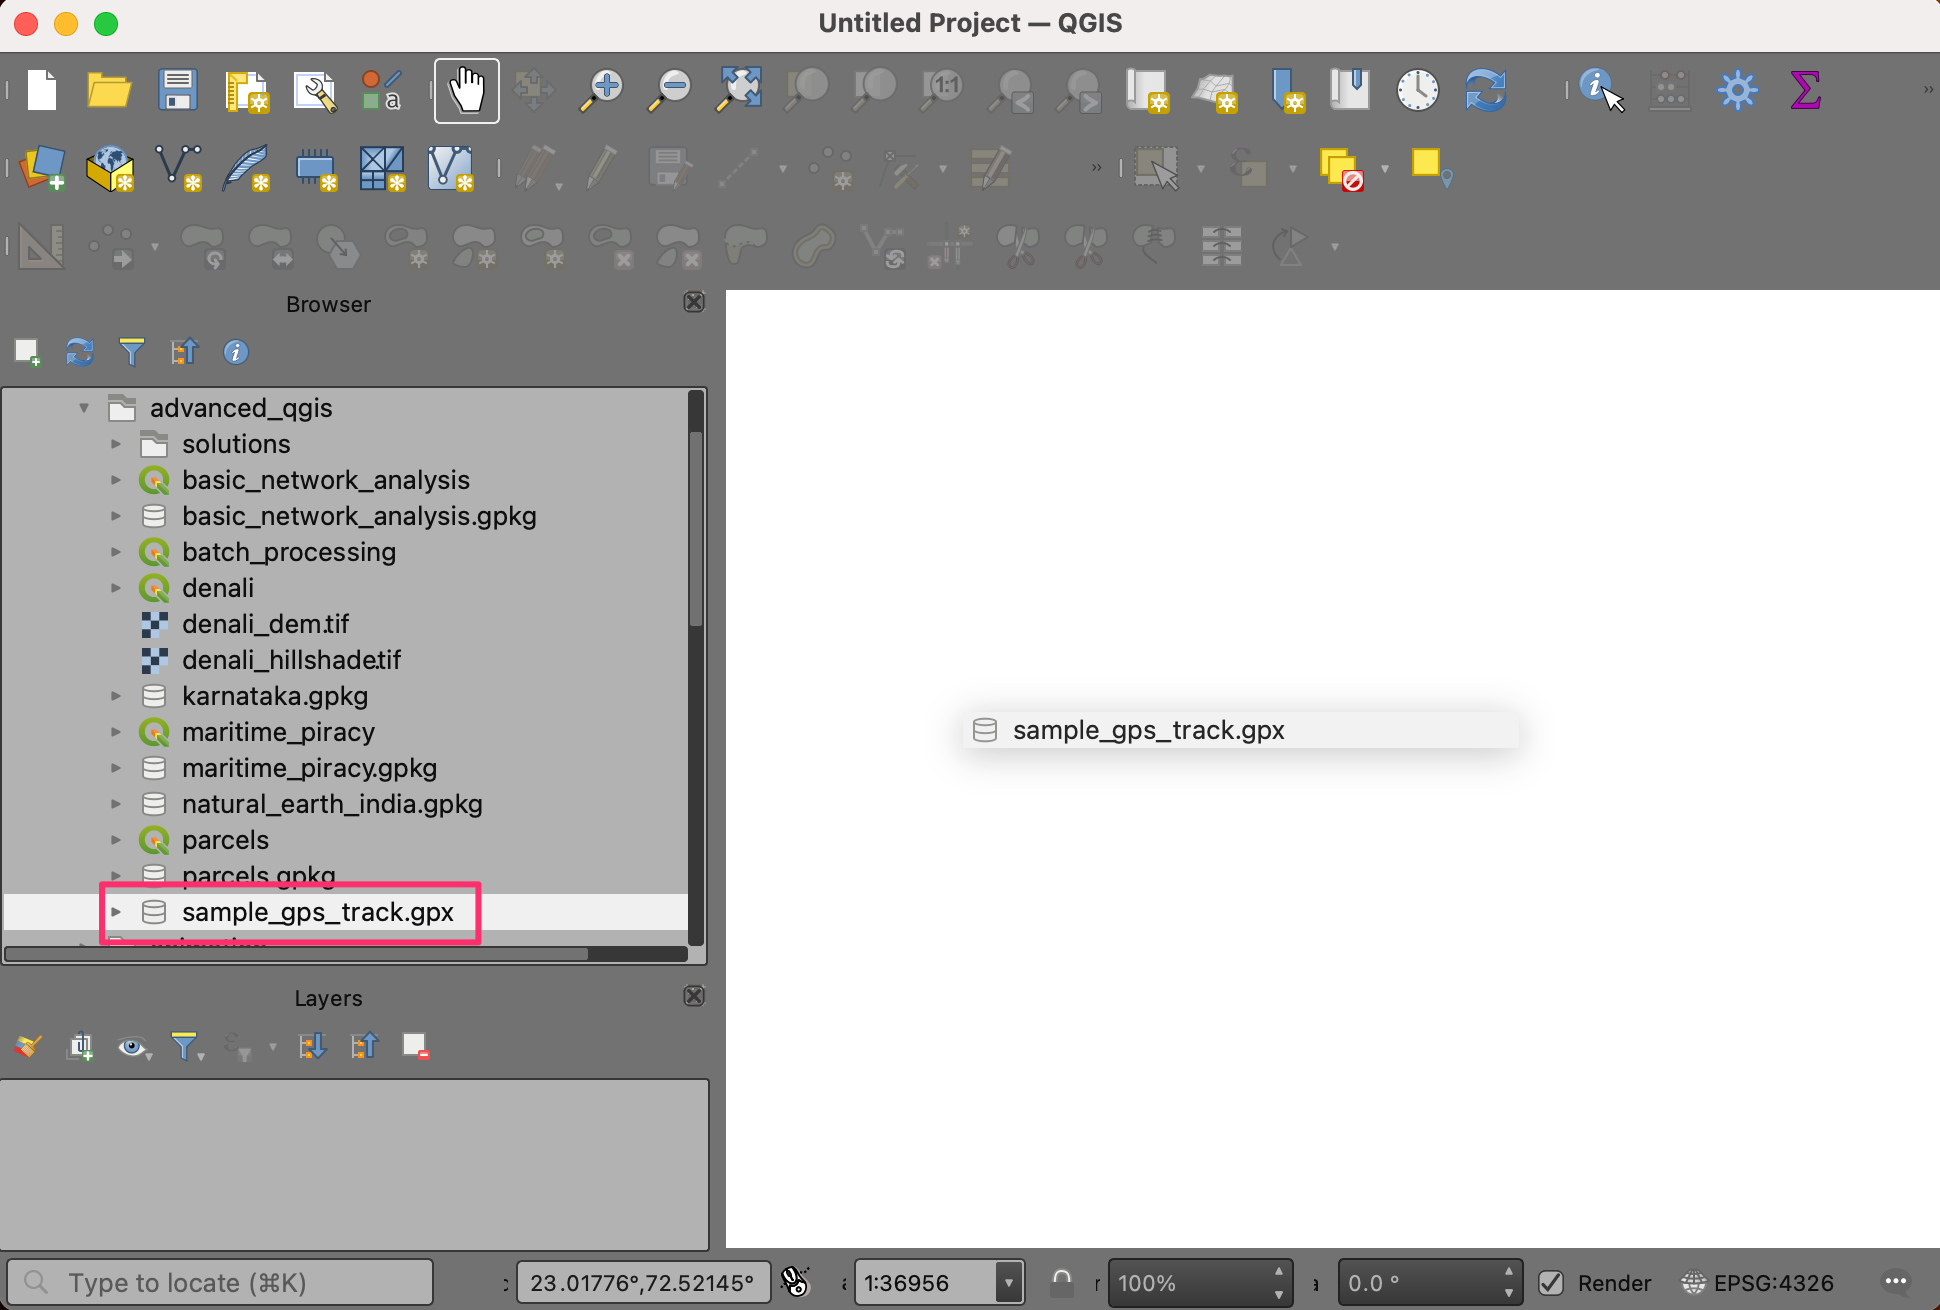 Untitled Project — QGIS
1:1
a
Browser
advanced_qgis
solutions
basic_network_analysis
basic_network_analysis.gpkg
batch_processing
denali
denali_dem.tif
denali_hillshade.tif
karnataka.gpkg
maritime_piracy
maritime_piracy.gpkg
natural_earth_india.gpkg
parcels
parcels.gpkg
sample_gps_track.gpx
sample_gps_track.gpx
Layers
Type to locate (⌘K)
23.01776°,72.52145°
1:36956
100%
0.0 °
Render
EPSG:4326